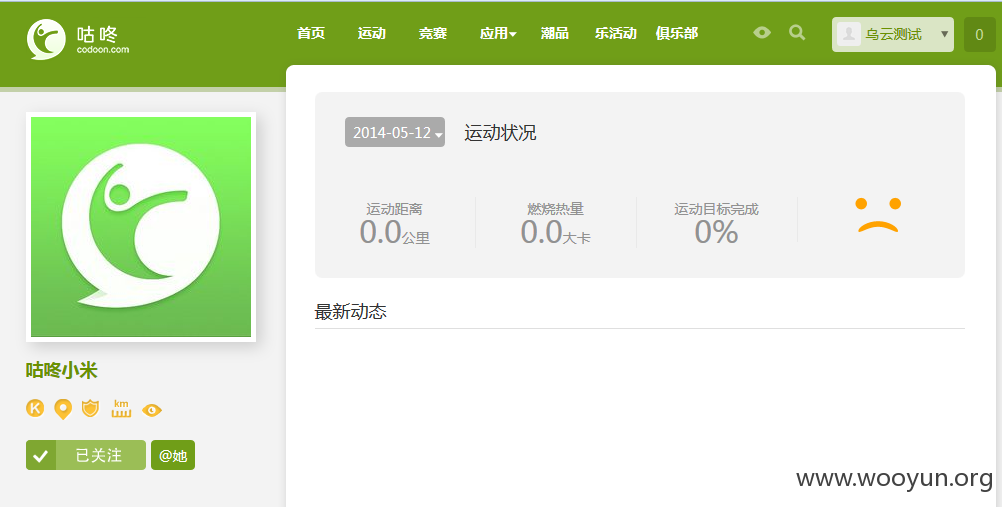 咕咚
codoon.com
首页 运动 竞赛 应用 潮品 乐活动 俱乐部
乌云测试
0
2014-05-12 运动状况
运动距离 燃烧热量 运动目标完成
0.0公里 0.0大卡 0%
最新动态
咕咚小米
K km
已关注 @她
www.wooyun.org